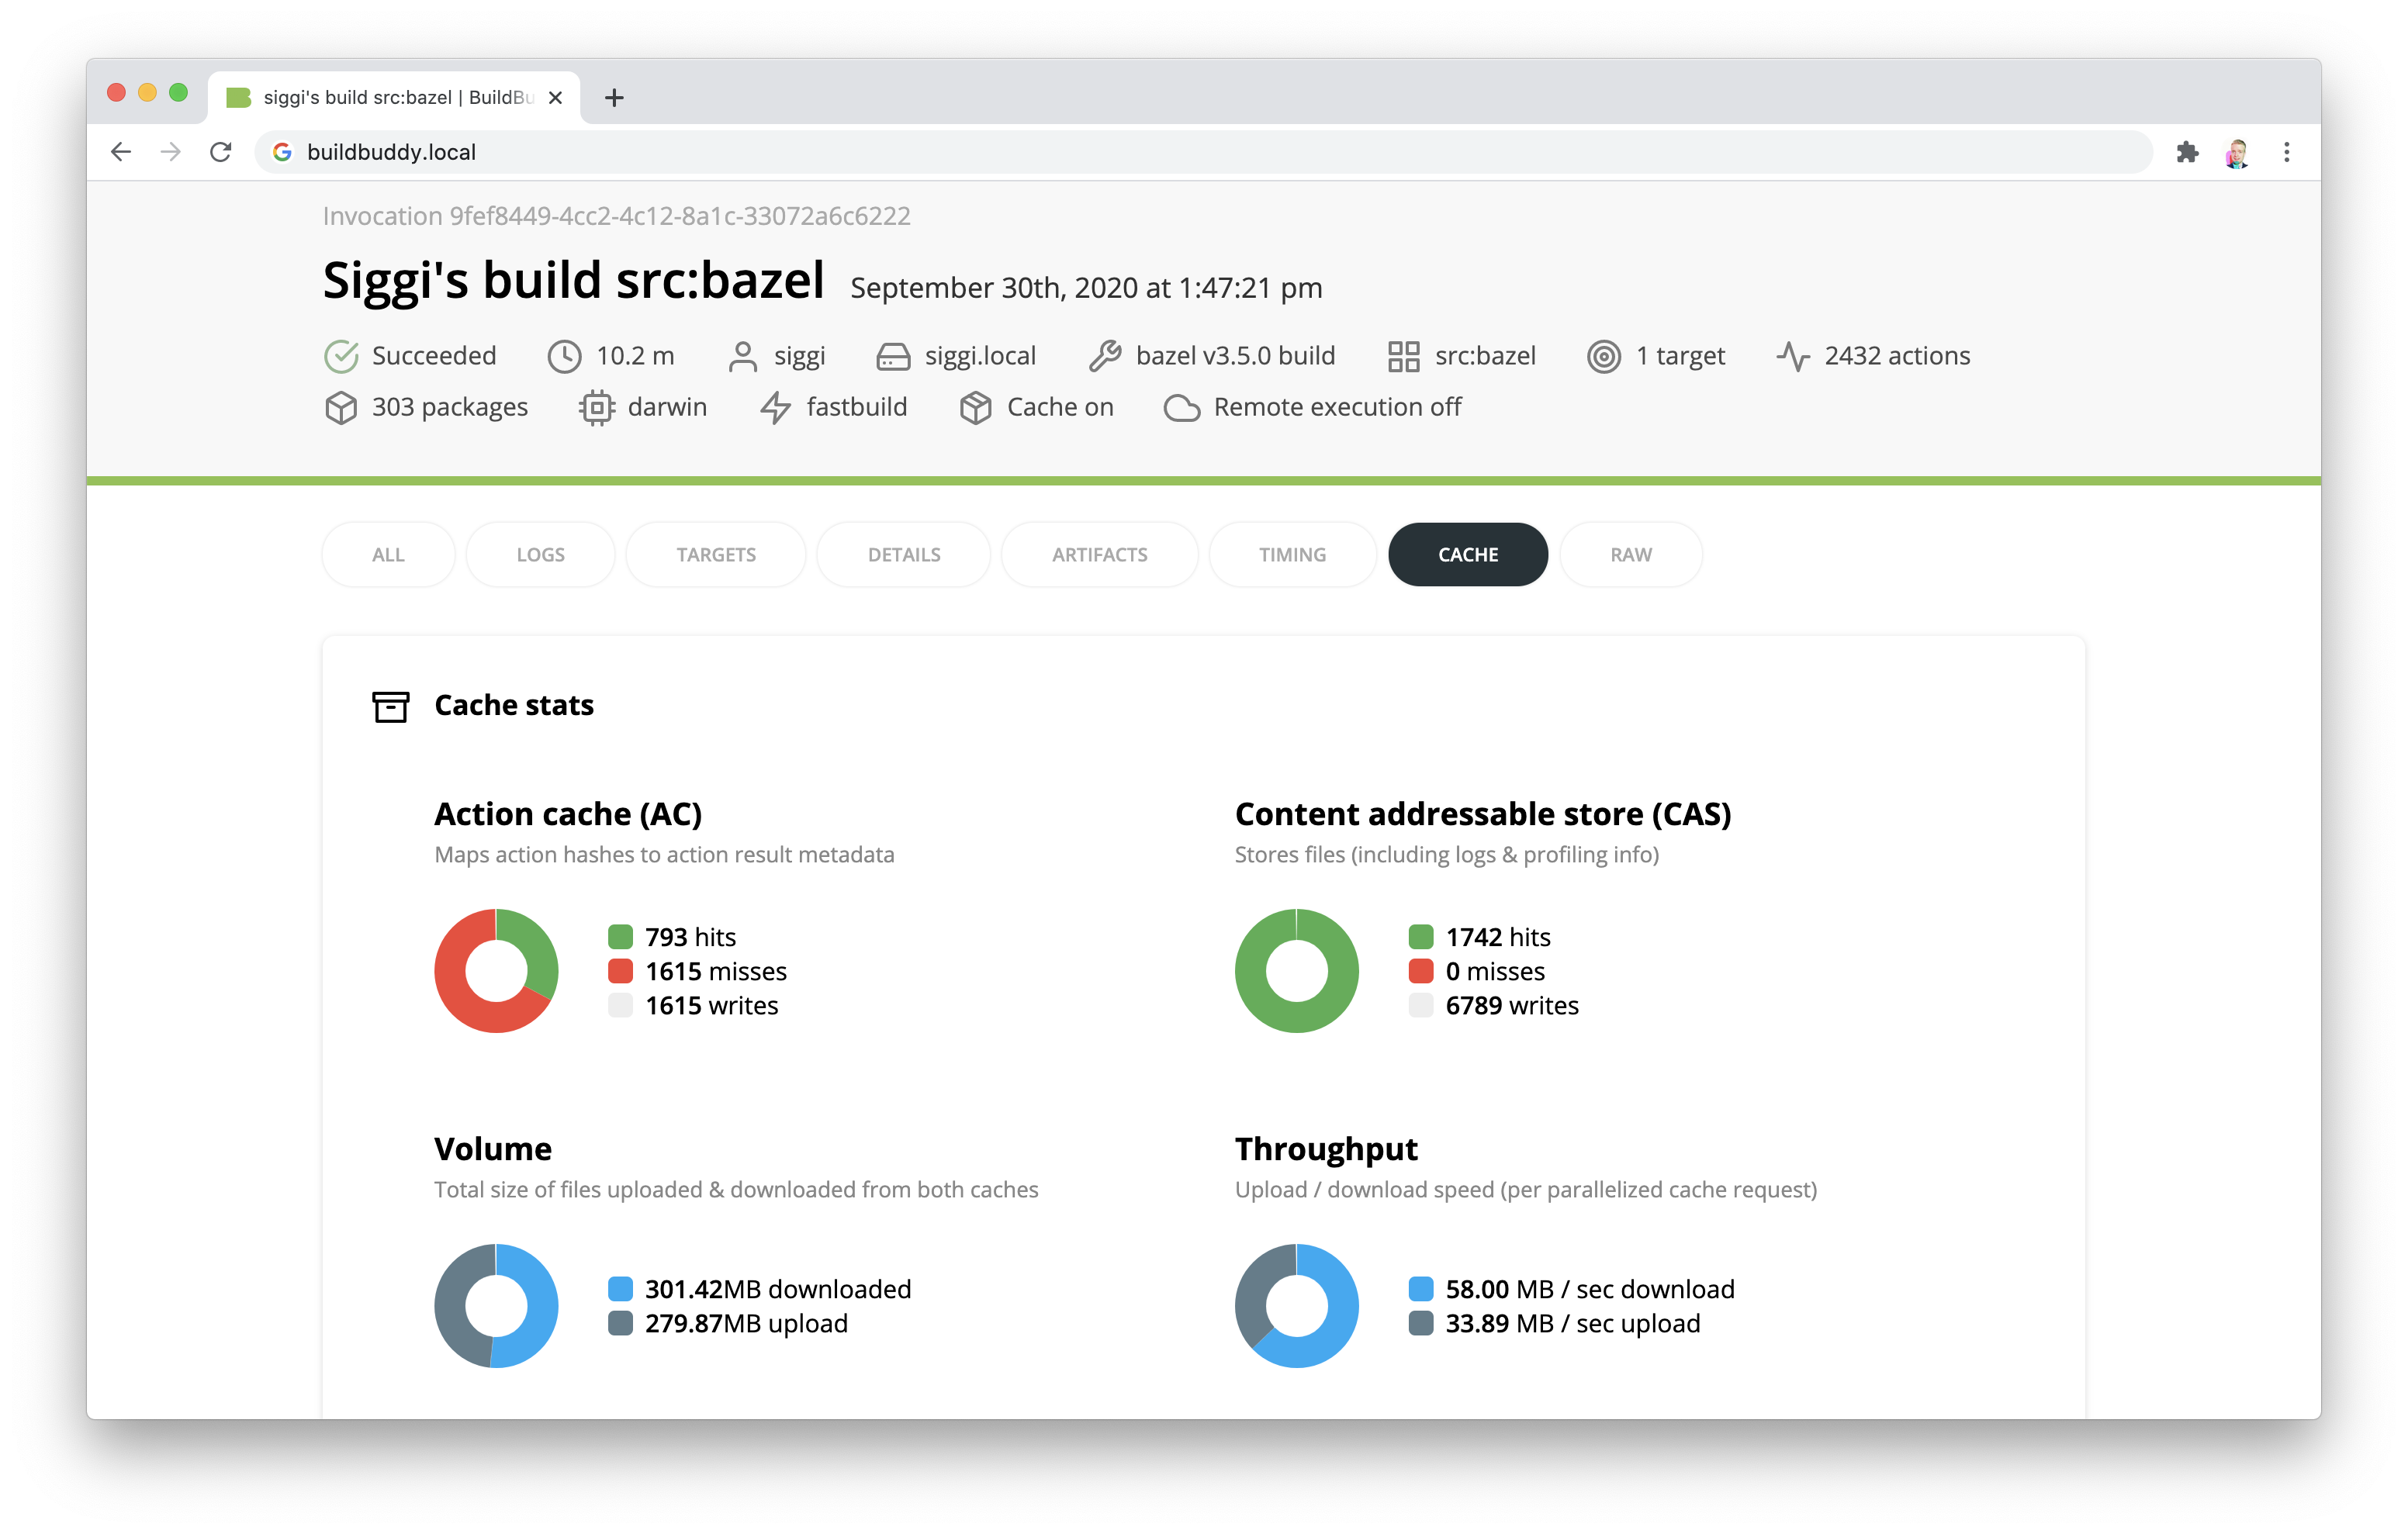 siggi's build src:bazel | BuildBu
buildbuddy.local
Invocation 9fef8449-4cc2-4c12-8a1c-33072a6c6222
Siggi's build src:bazel September 30th, 2020 at 1:47:21 pm
Succeeded 10.2 m siggi siggi.local bazel v3.5.0 build src:bazel 1 target 2432 actions
303 packages darwin fastbuild Cache on Remote execution off
ALL LOGS TARGETS DETAILS ARTIFACTS TIMING CACHE RAW
Cache stats
Action cache (AC)
Maps action hashes to action result metadata
793 hits
1615 misses
1615 writes
Content addressable store (CAS)
Stores files (including logs & profiling info)
1742 hits
0 misses
6789 writes
Volume
Total size of files uploaded & downloaded from both caches
301.42MB downloaded
279.87MB upload
Throughput
Upload / download speed (per parallelized cache request)
58.00 MB / sec download
33.89 MB / sec upload